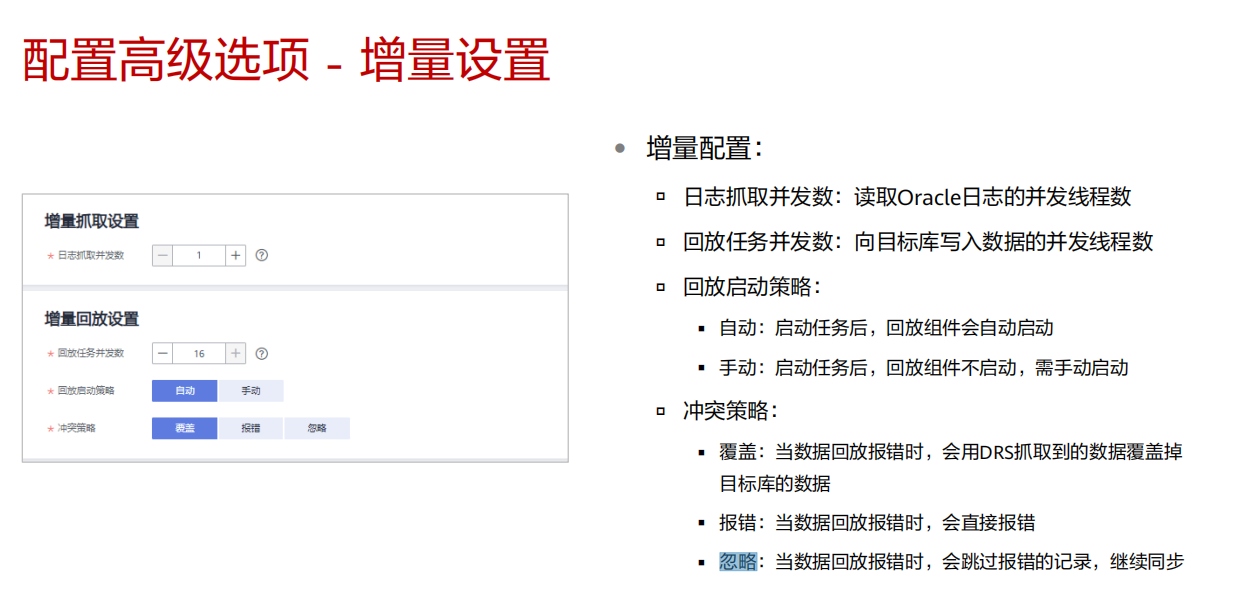 配置高级选项 - 增量设置
增量抓取设置
* 日志抓取并发数 — 1 + ?
增量回放设置
* 回放任务并发数 — 16 + ?
* 回放启动策略 自动 手动
* 冲突策略 覆盖 报错 忽略
• 增量配置：
▫ 日志抓取并发数：读取Oracle日志的并发线程数
▫ 回放任务并发数：向目标库写入数据的并发线程数
▫ 回放启动策略：
▪ 自动：启动任务后，回放组件会自动启动
▪ 手动：启动任务后，回放组件不启动，需手动启动
▫ 冲突策略：
▪ 覆盖：当数据回放报错时，会用DRS抓取到的数据覆盖掉
目标库的数据
▪ 报错：当数据回放报错时，会直接报错
▪ 忽略：当数据回放报错时，会跳过报错的记录，继续同步